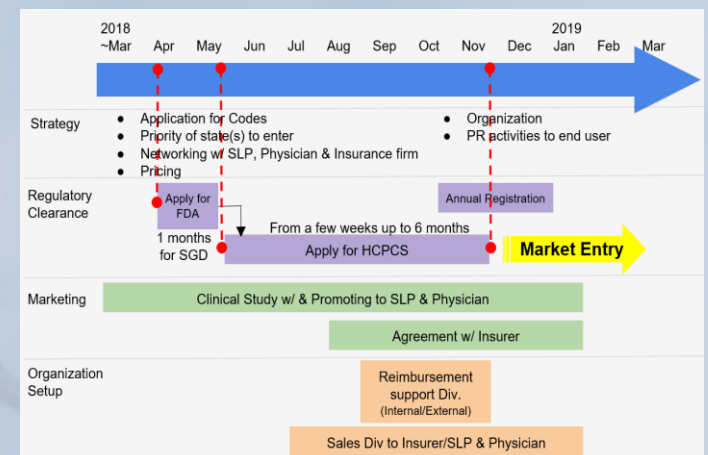 2018
2019
~Mar Apr May Jun Jul Aug Sep Oct Nov Dec Jan Feb Mar
Strategy
● Application for Codes
● Priority of state(s) to enter
● Networking w/ SLP, Physician & Insurance firm
● Pricing
● Organization
● PR activities to end user
Regulatory
Clearance
Apply for
FDA
1 months
for SGD
From a few weeks up to 6 months
Apply for HCPCS
Annual Registration
Market Entry
Marketing
Clinical Study w/ & Promoting to SLP & Physician
Agreement w/ Insurer
Organization
Setup
Reimbursement
support Div.
(Internal/External)
Sales Div to Insurer/SLP & Physician